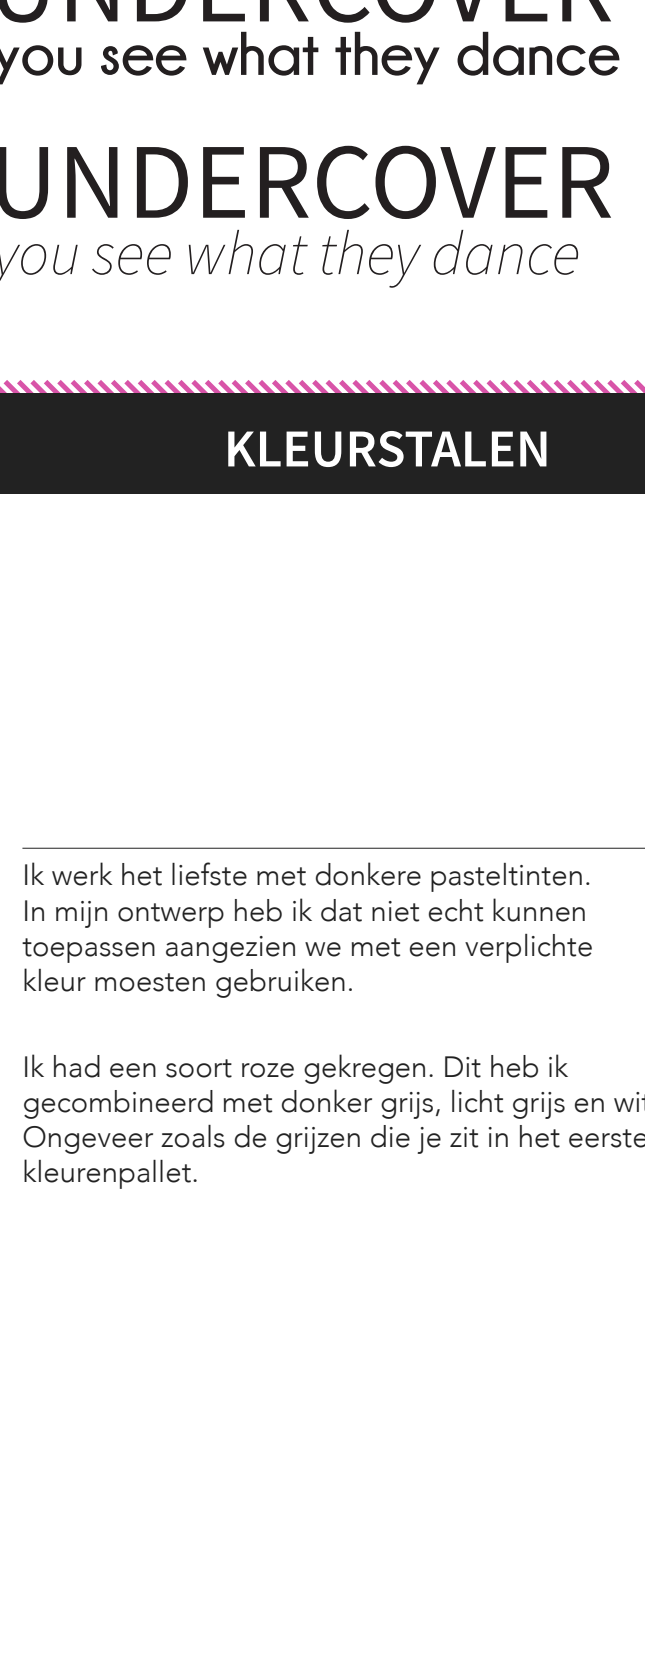 UNDERCOVER
you see what they dance
UNDERCOVER
you see what they dance
KLEURSTALEN
Ik werk het liefste met donkere pasteltinten.
In mijn ontwerp heb ik dat niet echt kunnen
toepassen aangezien we met een verplichte
kleur moesten gebruiken.
Ik had een soort roze gekregen. Dit heb ik
gecombineerd met donker grijs, licht grijs en wit
Ongeveer zoals de grijzen die je zit in het eerste
kleurenpallet.